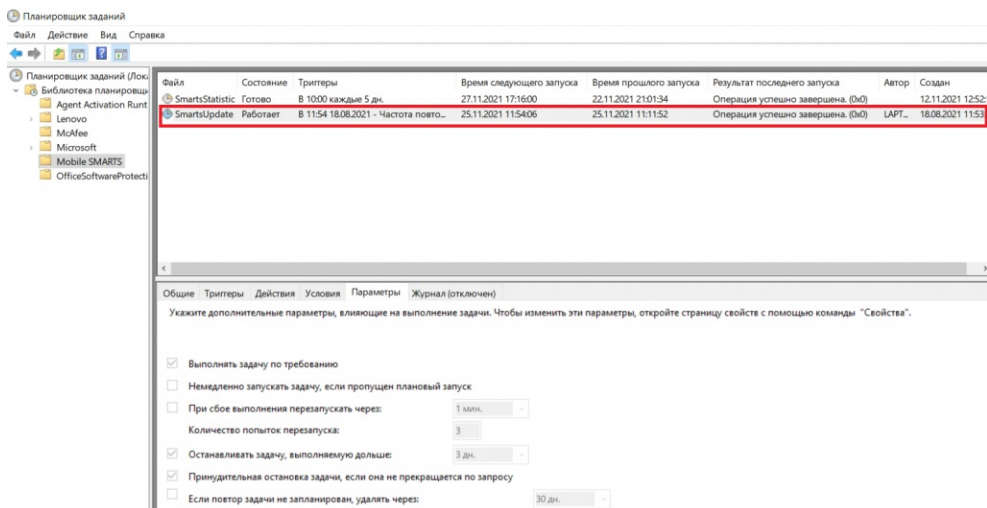 Планировщик заданий
Файл Действие Вид Справка
Планировщик заданий (Лока
Библиотека планировщи
Agent Activation Runt
Lenovo
McAfee
Microsoft
Mobile SMARTS
OfficeSoftwareProtecti
Файл Состояние Триггеры Время следующего запуска Время прошлого запуска Результат последнего запуска Автор Создан
SmartsStatistic Готово В 10:00 каждые 5 дн. 27.11.2021 17:16:00 22.11.2021 21:01:34 Операция успешно завершена. (0x0) 12.11.2021 12:52:
SmartsUpdate Работает В 11:54 18.08.2021 - Частота повто... 25.11.2021 11:54:06 25.11.2021 11:11:52 Операция успешно завершена. (0x0) LAPT... 18.08.2021 11:53
Общие Триггеры Действия Условия Параметры Журнал (отключен)
Укажите дополнительные параметры, влияющие на выполнение задачи. Чтобы изменить эти параметры, откройте страницу свойств с помощью команды "Свойства".
Выполнять задачу по требованию
Немедленно запускать задачу, если пропущен плановый запуск
При сбое выполнения перезапускать через: 1 мин.
Количество попыток перезапуска: 3
Останавливать задачу, выполняемую дольше: 3 дн.
Принудительная остановка задачи, если она не прекращается по запросу
Если повтор задачи не запланирован, удалять через: 30 дн.